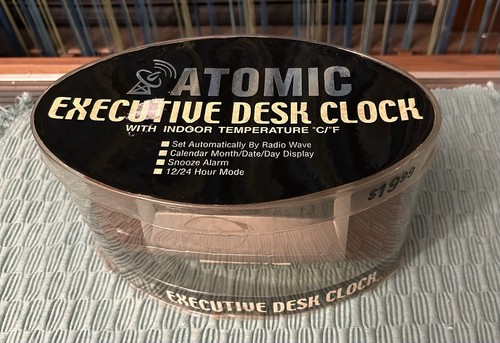 ATOMIC
EXECUTIVE DESK CLOCK
WITH INDOOR TEMPERATURE °C/°F
Set Automatically By Radio Wave
Calendar Month/Date/Day Display
Snooze Alarm
12/24 Hour Mode
$19.99
EXECUTIVE DESK CLOCK